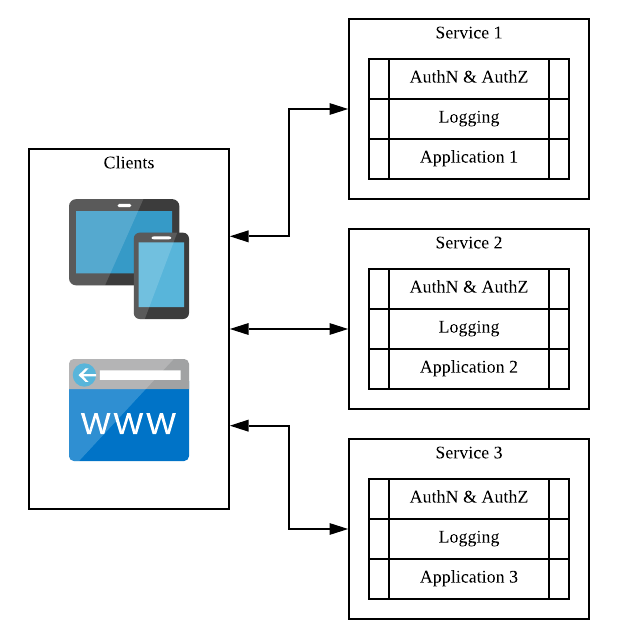 Clients
WWW
Service 1
AuthN & AuthZ
Logging
Application 1
Service 2
AuthN & AuthZ
Logging
Application 2
Service 3
AuthN & AuthZ
Logging
Application 3